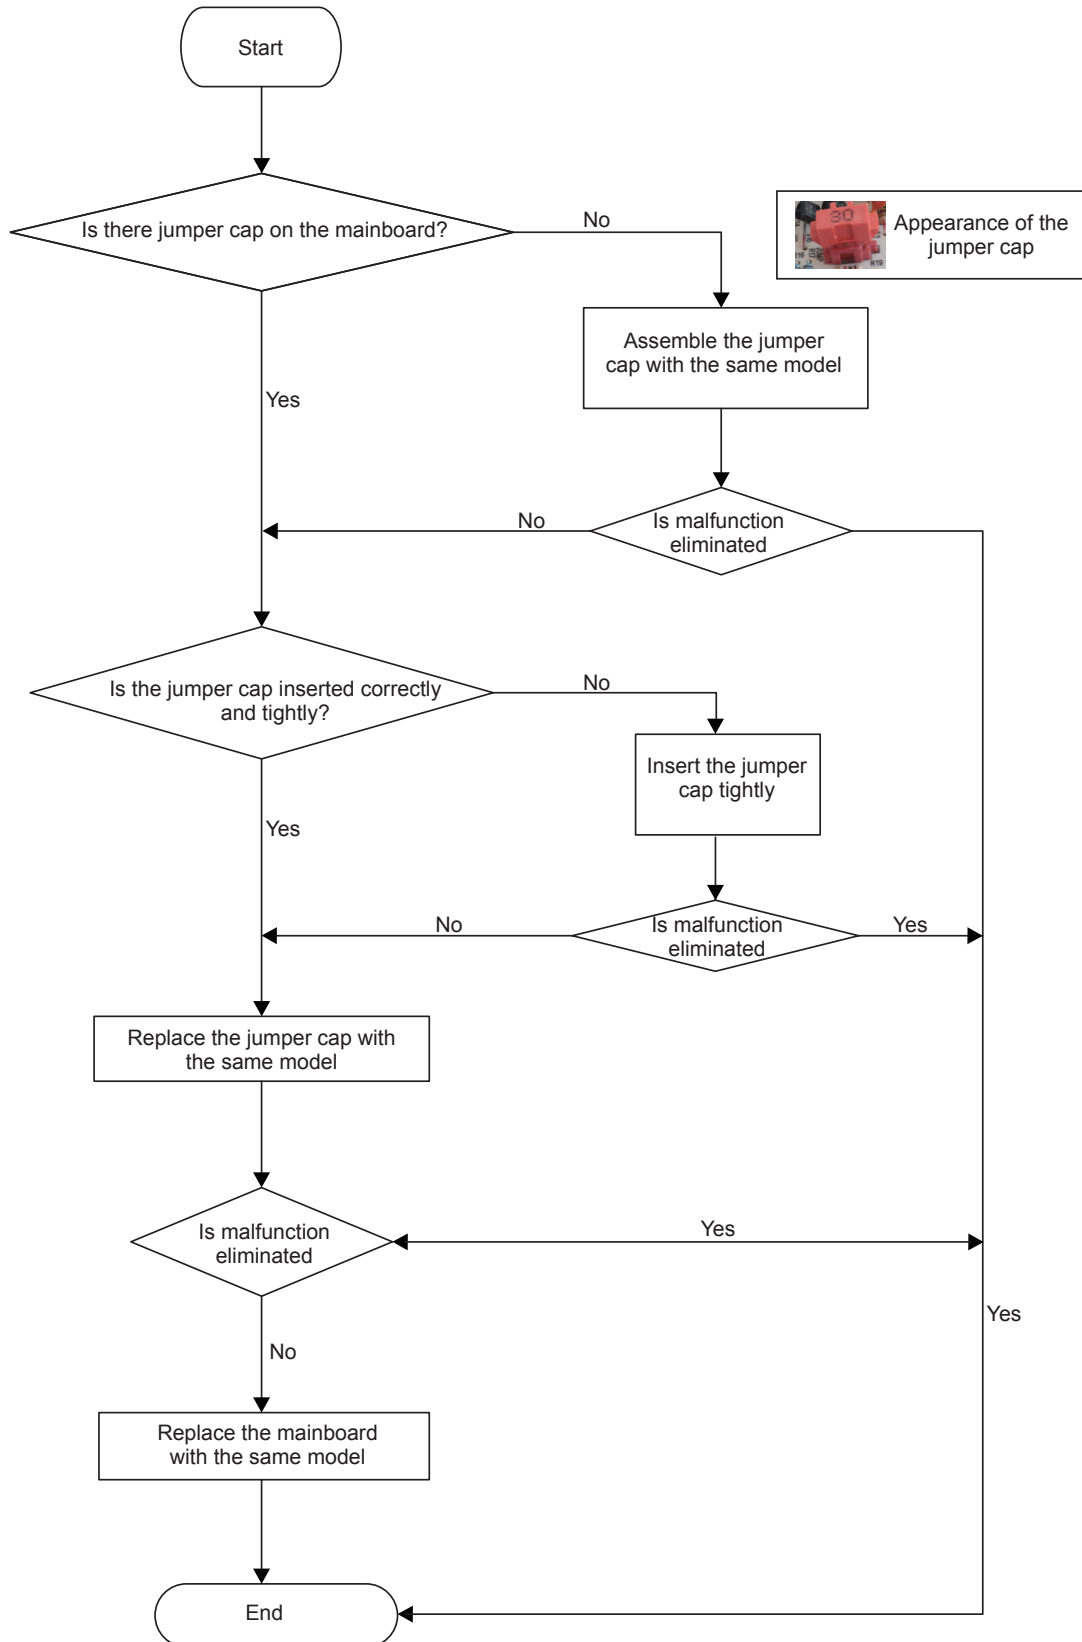 Start
Is there jumper cap on the mainboard?
No
80
R19
Appearance of the
jumper cap
Assemble the jumper
cap with the same model
Yes
No
Is malfunction
eliminated
Is the jumper cap inserted correctly
and tightly?
No
Insert the jumper
cap tightly
Yes
No
Is malfunction
eliminated
Yes
Replace the jumper cap with
the same model
Is malfunction
eliminated
Yes
Yes
No
Replace the mainboard
with the same model
End